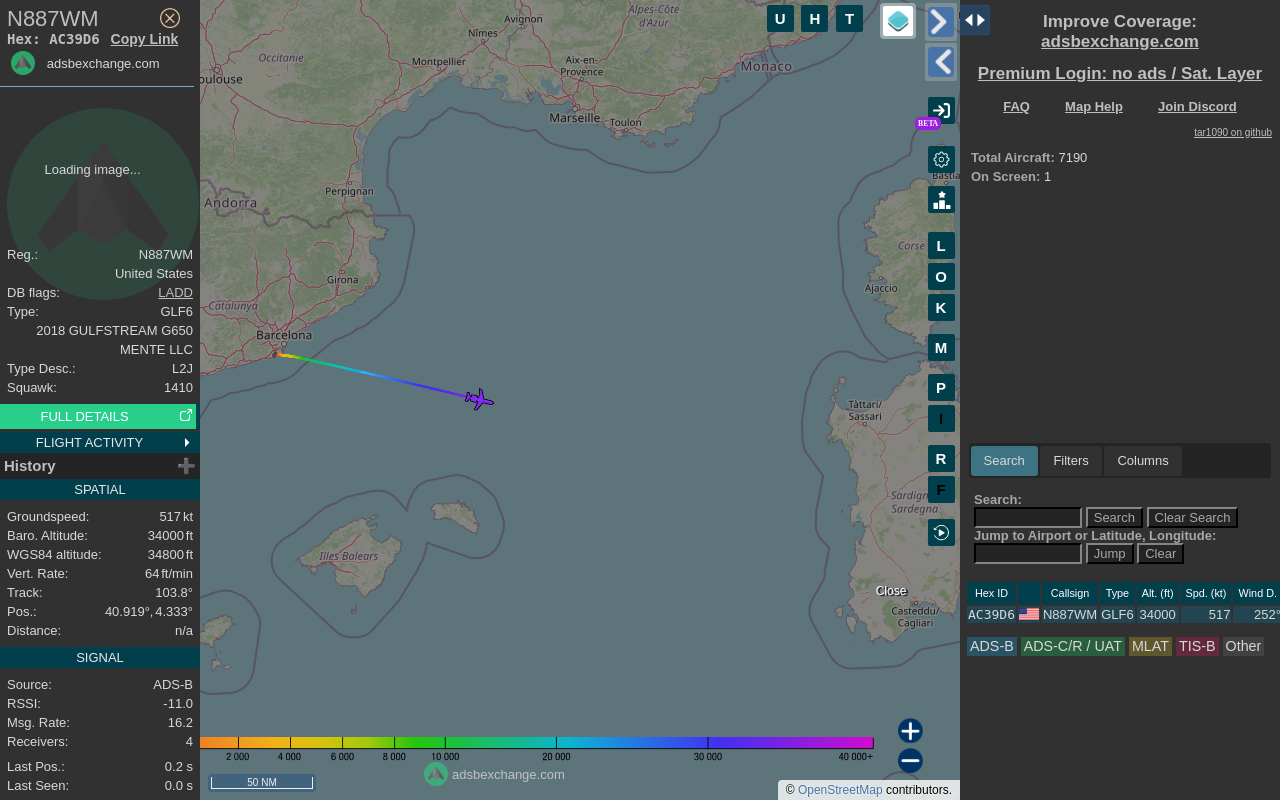 N887WM
Hex: AC39D6 Copy Link
adsbexchange.com
Loading image...
Reg.: N887WM
United States
DB flags: LADD
Type: GLF6
2018 GULFSTREAM G650
MENTE LLC
Type Desc.: L2J
Squawk: 1410
FULL DETAILS
FLIGHT ACTIVITY
History
SPATIAL
Groundspeed: 517 kt
Baro. Altitude: 34000 ft
WGS84 altitude: 34800 ft
Vert. Rate: 64 ft/min
Track: 103.8°
Pos.: 40.919°, 4.333°
Distance: n/a
SIGNAL
Source: ADS-B
RSSI: -11.0
Msg. Rate: 16.2
Receivers: 4
Last Pos.: 0.2 s
Last Seen: 0.0 s
Alpes-Côte
d'Azur
Avignon
Nîmes
Occitanie
Montpellier
Aix-en-
Provence
Monaco
oulouse
Marseille
Toulon
Perpignan
Andorra
Bastia
Corse
Girona
Ajaccio
Catalunya
Barcelona
Tàttari/
Sassari
Sardigna/
Sardegna
Illes Balears
Close
Casteddu/
Cagliari
U H T
BETA
L
O
K
M
P
I
R
F
2 000 4 000 6 000 8 000 10 000 20 000 30 000 40 000+
50 NM
adsbexchange.com
© OpenStreetMap contributors.
Improve Coverage:
adsbexchange.com
Premium Login: no ads / Sat. Layer
FAQ Map Help Join Discord
tar1090 on github
Total Aircraft: 7190
On Screen: 1
Search Filters Columns
Search:
Search Clear Search
Jump to Airport or Latitude, Longitude:
Jump Clear
Hex ID Callsign Type Alt. (ft) Spd. (kt) Wind D.
AC39D6 N887WM GLF6 34000 517 252°
ADS-B ADS-C/R / UAT MLAT TIS-B Other